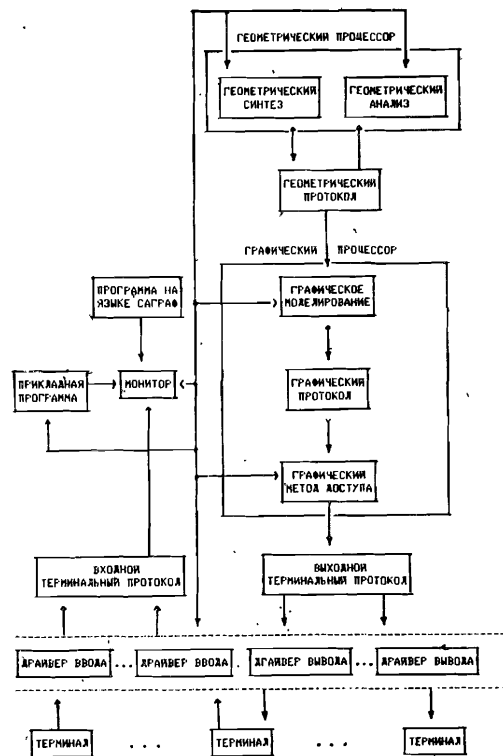 ГЕОМЕТРИЧЕСКИЙ ПРОЦЕССОР
ГЕОМЕТРИЧЕСКИЙ
СИНТЕЗ
ГЕОМЕТРИЧЕСКИЙ
АНАЛИЗ
ГЕОМЕТРИЧЕСКИЙ
ПРОТОКОЛ
ГРАФИЧЕСКИЙ ПРОЦЕССОР
ПРОГРАММА НА
ЯЗЫКЕ САГРАФ
ГРАФИЧЕСКОЕ
МОДЕЛИРОВАНИЕ
ПРИКЛАДНАЯ
ПРОГРАММА
МОНИТОР
ГРАФИЧЕСКИЙ
ПРОТОКОЛ
ГРАФИЧЕСКИЙ
МЕТОД ДОСТУПА
ВХОДНОЙ
ТЕРМИНАЛЬНЫЙ ПРОТОКОЛ
ВЫХОДНОЙ
ТЕРМИНАЛЬНЫЙ ПРОТОКОЛ
ДРАЙВЕР ВВОДА ... ДРАЙВЕР ВВОДА ДРАЙВЕР ВЫВОДА ... ДРАЙВЕР ВЫВОДА
ТЕРМИНАЛ ... ТЕРМИНАЛ ... ТЕРМИНАЛ